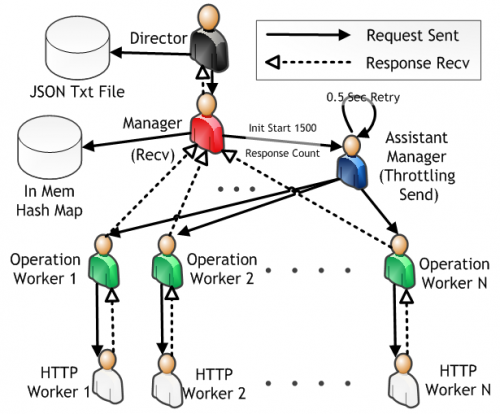 Director
Request Sent
Response Recv
JSON Txt File
0.5 Sec Retry
Manager
(Recv)
Init Start 1500
Response Count
Assistant
Manager
(Throttling
Send)
In Mem
Hash Map
Operation
Worker 1
Operation
Worker 2
Operation
Worker N
HTTP
Worker 1
HTTP
Worker 2
HTTP
Worker N